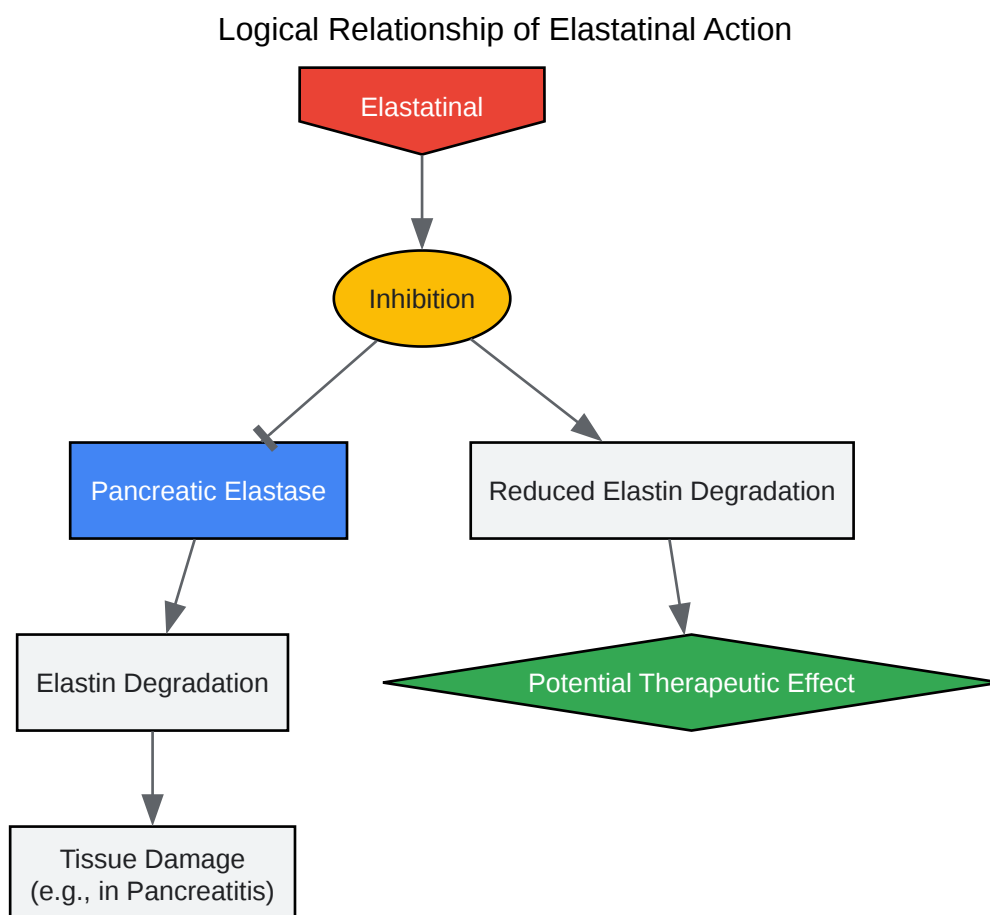 Logical Relationship of Elastatinal Action
Elastatinal
Inhibition
Pancreatic Elastase
Reduced Elastin Degradation
Elastin Degradation
Potential Therapeutic Effect
Tissue Damage
(e.g., in Pancreatitis)